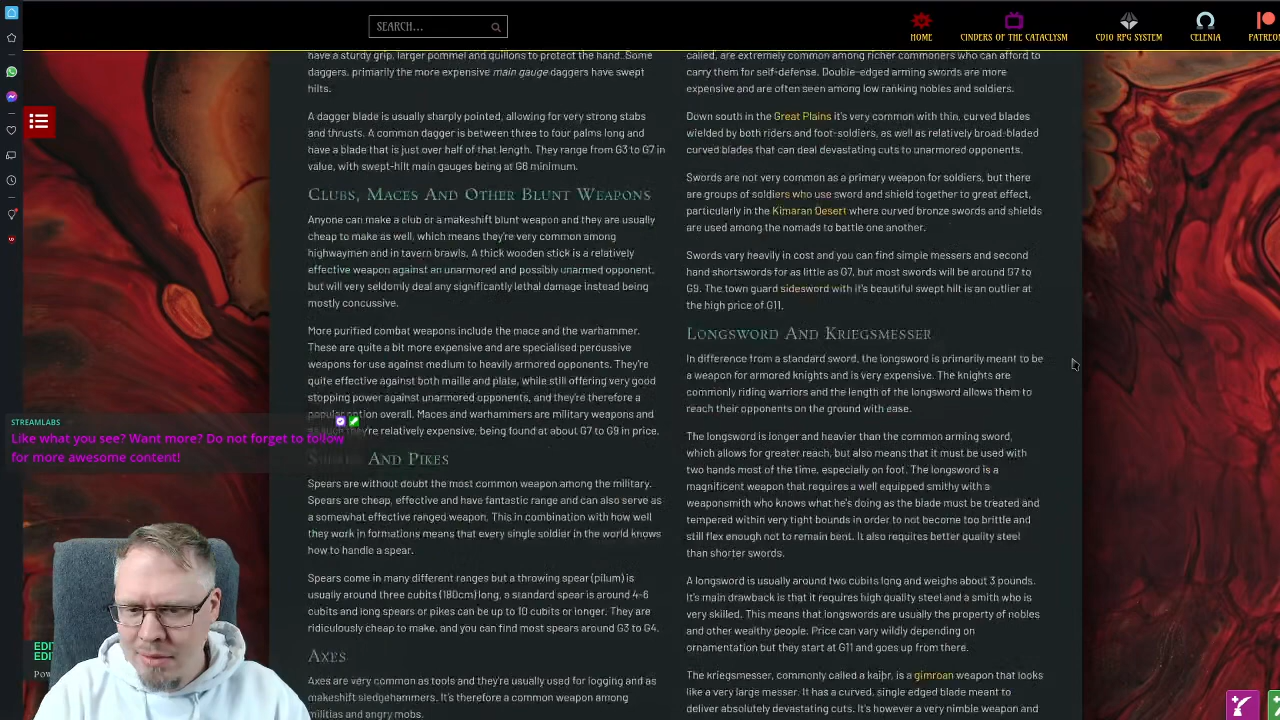 SEARCH...
HOME
CINDERS OF THE CATACLYSM
CD10 RPG SYSTEM
CELENIA
PATREON
have a sturdy grip, larger pommel and quillons to protect the hand. Some
daggers, primarily the more expensive main gauge daggers have swept
hilts.
A dagger blade is usually sharply pointed, allowing for very strong stabs
and thrusts. A common dagger is between three to four palms long and
have a blade that is just over half of that length. They range from G3 to G7 in
value, with swept-hilt main gauges being at G6 minimum.
CLUBS, MACES AND OTHER BLUNT WEAPONS
Anyone can make a club or a makeshift blunt weapon and they are usually
cheap to make as well, which means they're very common among
highwaymen and in tavern brawls. A thick wooden stick is a relatively
effective weapon against an unarmored and possibly unarmed opponent,
but will very seldomly deal any significantly lethal damage instead being
mostly concussive.
More purified combat weapons include the mace and the warhammer.
These are quite a bit more expensive and are specialised percussive
weapons for use against medium to heavily armored opponents. They're
quite effective against both maille and plate, while still offering very good
stopping power against unarmored opponents, and they're therefore a
popular option overall. Maces and warhammers are military weapons and
as such they're relatively expensive, being found at about G7 to G9 in price.
AND PIKES
Spears are without doubt the most common weapon among the military.
Spears are cheap, effective and have fantastic range and can also serve as
a somewhat effective ranged weapon. This in combination with how well
they work in formations means that every single soldier in the world knows
how to handle a spear.
Spears come in many different ranges but a throwing spear (pilum) is
usually around three cubits (180cm) long, a standard spear is around 4-6
cubits and long spears or pikes can be up to 10 cubits or longer. They are
ridiculously cheap to make, and you can find most spears around G3 to G4.
AXES
Axes are very common as tools and they're usually used for logging and as
makeshift sledgehammers. It's therefore a common weapon among
militias and angry mobs.
called, are extremely common among richer commoners who can afford to
carry them for self-defense. Double-edged arming swords are more
expensive and are often seen among low ranking nobles and soldiers.
Down south in the Great Plains it's very common with thin, curved blades
wielded by both riders and foot-soldiers, as well as relatively broad-bladed
curved blades that can deal devastating cuts to unarmored opponents.
Swords are not very common as a primary weapon for soldiers, but there
are groups of soldiers who use sword and shield together to great effect,
particularly in the Kimaran Desert where curved bronze swords and shields
are used among the nomads to battle one another.
Swords vary heavily in cost and you can find simple messers and second
hand shortswords for as little as G7, but most swords will be around G7 to
G9. The town guard sidesword with it's beautiful swept hilt is an outlier at
the high price of G11.
LONGSWORD AND KRIEGSMESSER
In difference from a standard sword, the longsword is primarily meant to be
a weapon for armored knights and is very expensive. The knights are
commonly riding warriors and the length of the longsword allows them to
reach their opponents on the ground with ease.
The longsword is longer and heavier than the common arming sword,
which allows for greater reach, but also means that it must be used with
two hands most of the time, especially on foot. The longsword is a
magnificent weapon that requires a well equipped smithy with a
weaponsmith who knows what he's doing as the blade must be treated and
tempered within very tight bounds in order to not become too brittle and
still flex enough not to remain bent. It also requires better quality steel
than shorter swords.
A longsword is usually around two cubits long and weighs about 3 pounds.
It's main drawback is that it requires high quality steel and a smith who is
very skilled. This means that longswords are usually the property of nobles
and other wealthy people. Price can vary wildly depending on
ornamentation but they start at G11 and goes up from there.
The kriegsmesser, commonly called a kaiþr, is a gimroan weapon that looks
like a very large messer. It has a curved, single edged blade meant to
deliver absolutely devastating cuts. It's however a very nimble weapon and
STREAMLABS
Like what you see? Want more? Do not forget to follow
for more awesome content!
EDIT
EDIT
Pow